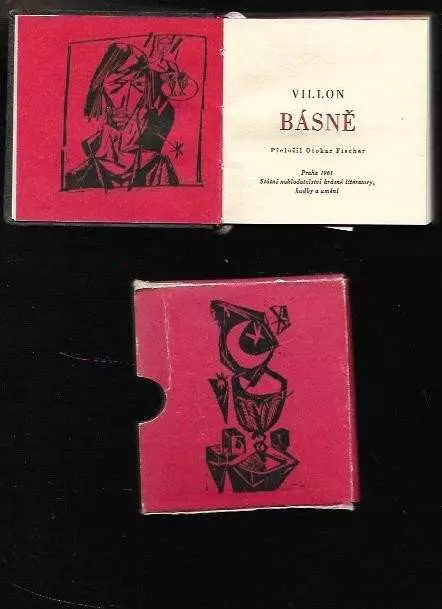 VILLON
BÁSNĚ
Přeložil Otokar Fischer
Praha 1961
Státní nakladatelství krásné literatury,
hudby a umění